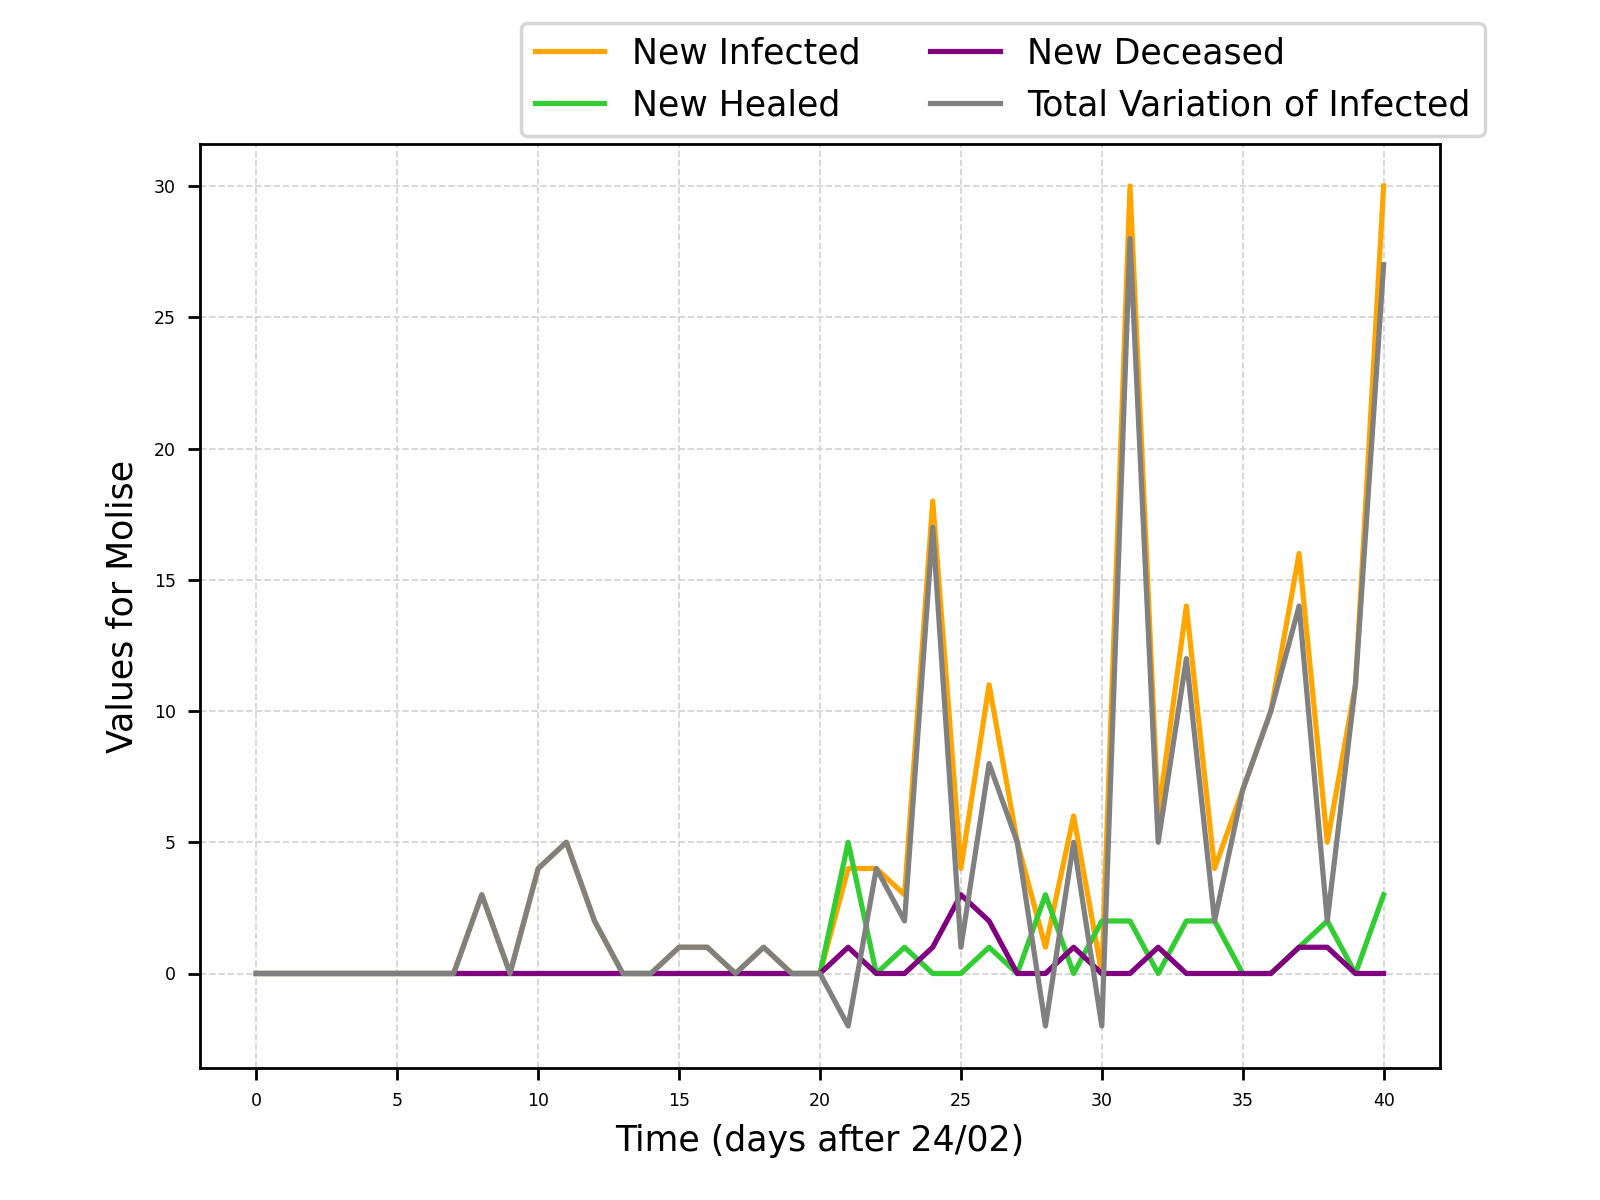 New Infected
New Healed
New Deceased
Total Variation of Infected
30
25
20
15
10
5
0
Values for Molise
0 5 10 15 20 25 30 35 40
Time (days after 24/02)